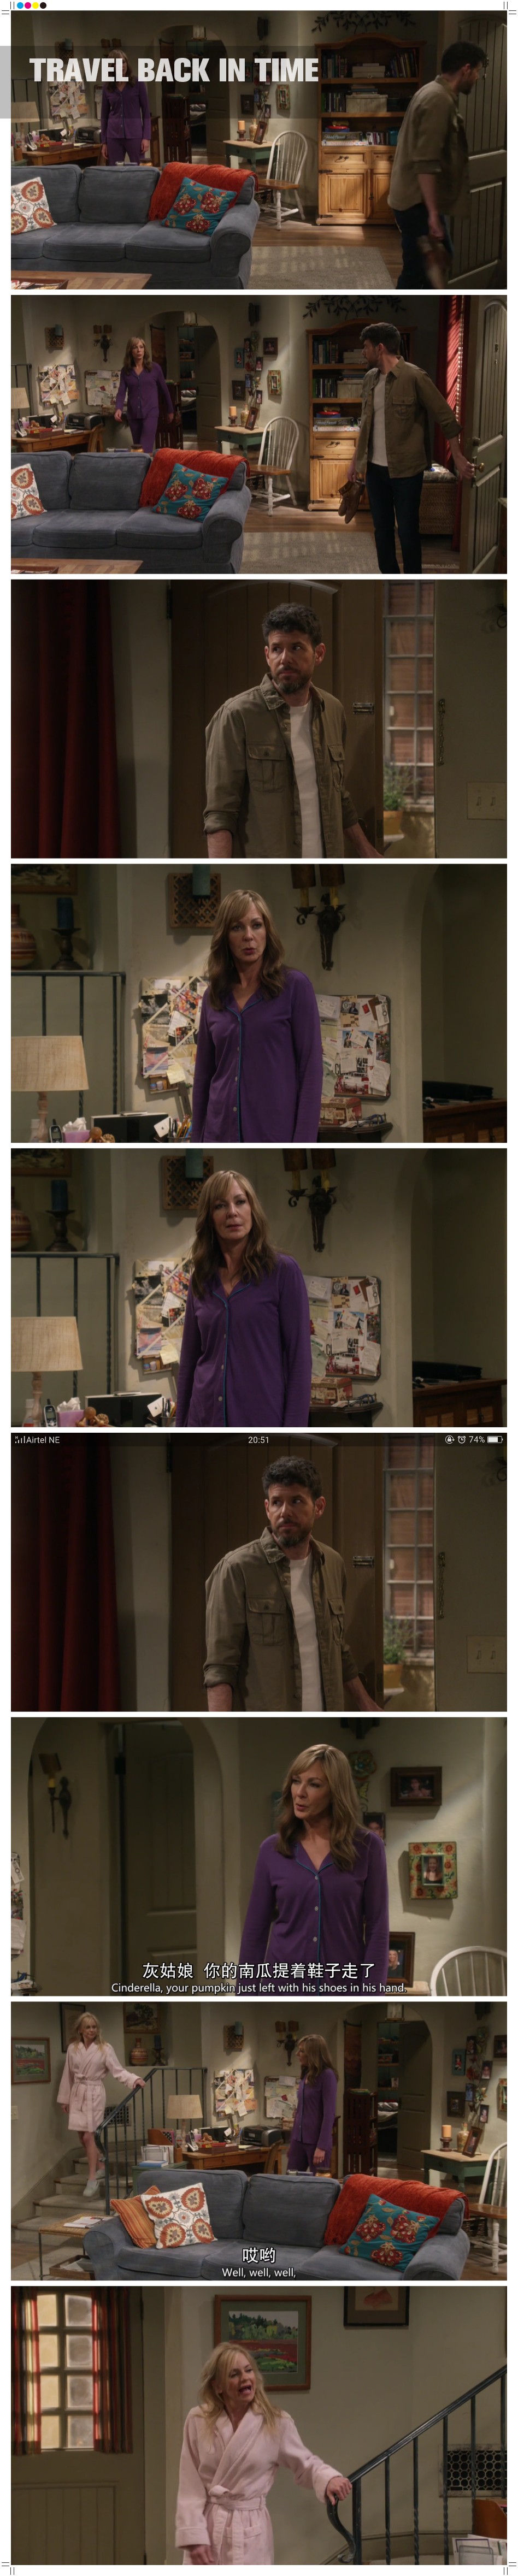 TRAVEL BACK IN TIME
Airtel NE 20:51 74%
灰姑娘 你的南瓜提着鞋子走了
Cinderella, your pumpkin just left with his shoes in his hand.
哎哟
Well, well, well,